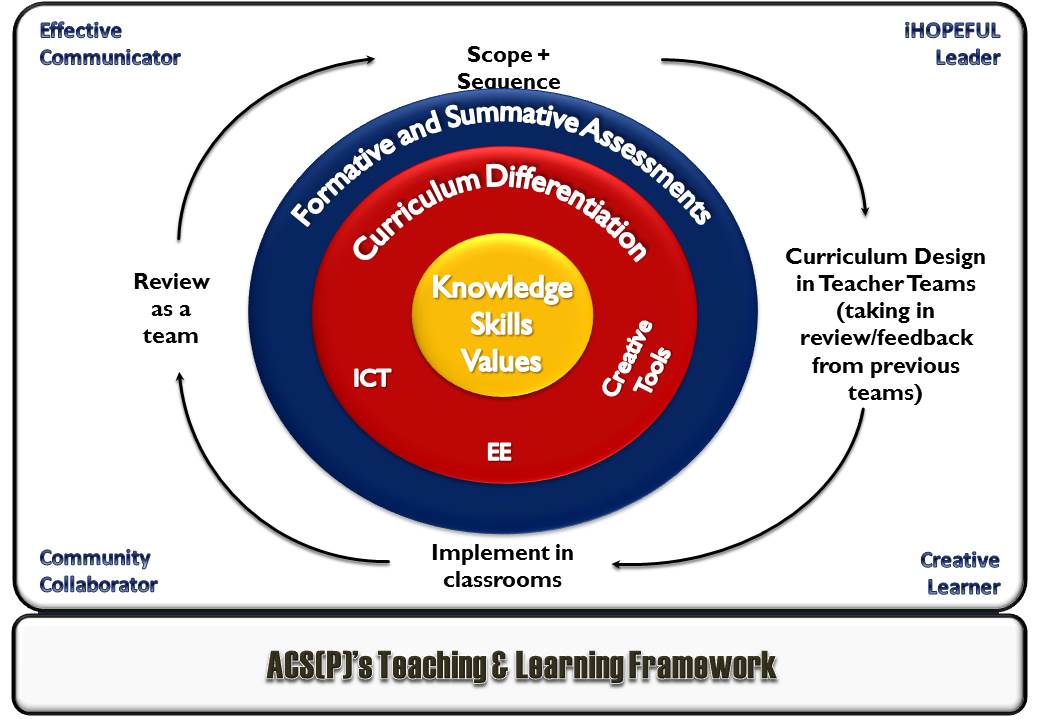 Effective
Communicator
iHOPEFUL
Leader
Scope +
Sequence
Formative and Summative Assessments
Curriculum Differentiation
Knowledge
Skills
Values
ICT
EE
Creative
Tools
Review
as a
team
Curriculum Design
in Teacher Teams
(taking in
review/feedback
from previous
teams)
Implement in
classrooms
Community
Collaborator
Creative
Learner
ACS(P)'s Teaching & Learning Framework